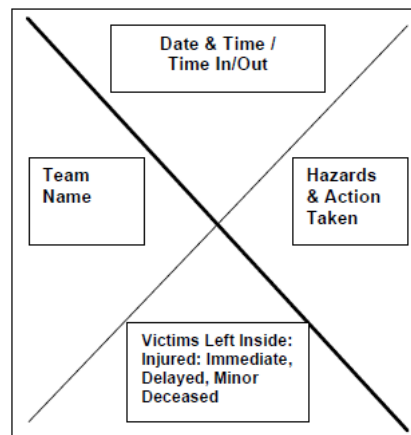 Date & Time /
Time In/Out
Team
Name
Hazards
& Action
Taken
Victims Left Inside:
Injured: Immediate,
Delayed, Minor
Deceased